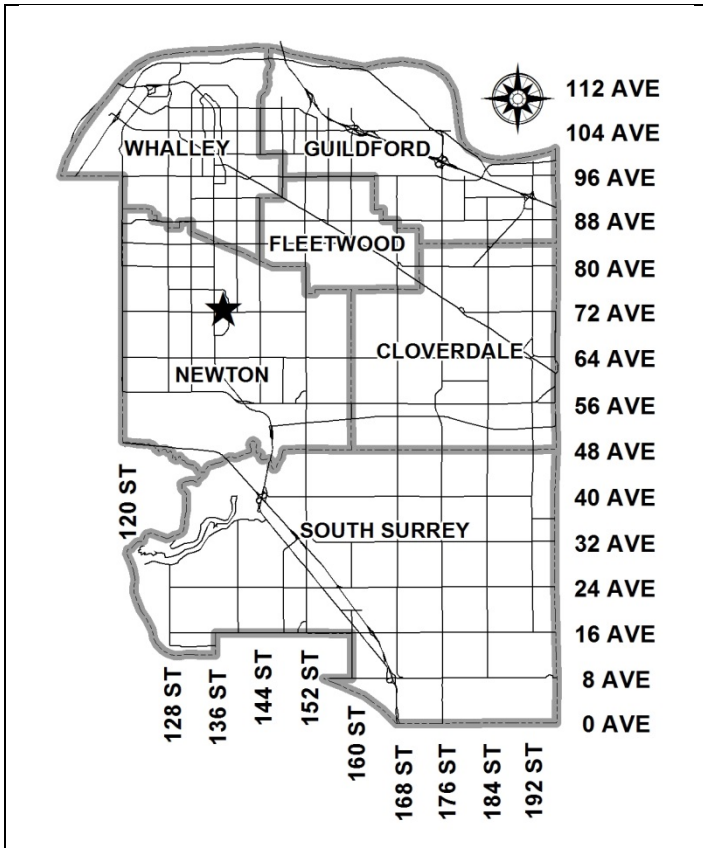 112 AVE
104 AVE
WHALLEY
GUILDFORD
96 AVE
88 AVE
FLEETWOOD
80 AVE
72 AVE
CLOVERDALE
64 AVE
NEWTON
56 AVE
48 AVE
120 ST
40 AVE
SOUTH SURREY
32 AVE
24 AVE
16 AVE
8 AVE
0 AVE
128 ST
136 ST
144 ST
152 ST
160 ST
168 ST
176 ST
184 ST
192 ST